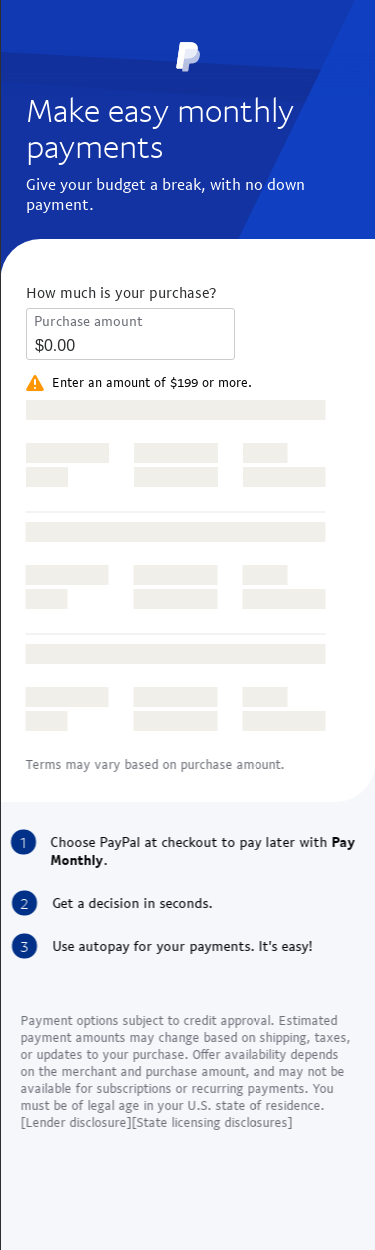 Make easy monthly
payments
Give your budget a break, with no down
payment.
How much is your purchase?
Purchase amount
$0.00
Enter an amount of $199 or more.
Terms may vary based on purchase amount.
1 Choose PayPal at checkout to pay later with Pay
Monthly.
2 Get a decision in seconds.
3 Use autopay for your payments. It's easy!
Payment options subject to credit approval. Estimated
payment amounts may change based on shipping, taxes,
or updates to your purchase. Offer availability depends
on the merchant and purchase amount, and may not be
available for subscriptions or recurring payments. You
must be of legal age in your U.S. state of residence.
[Lender disclosure][State licensing disclosures]